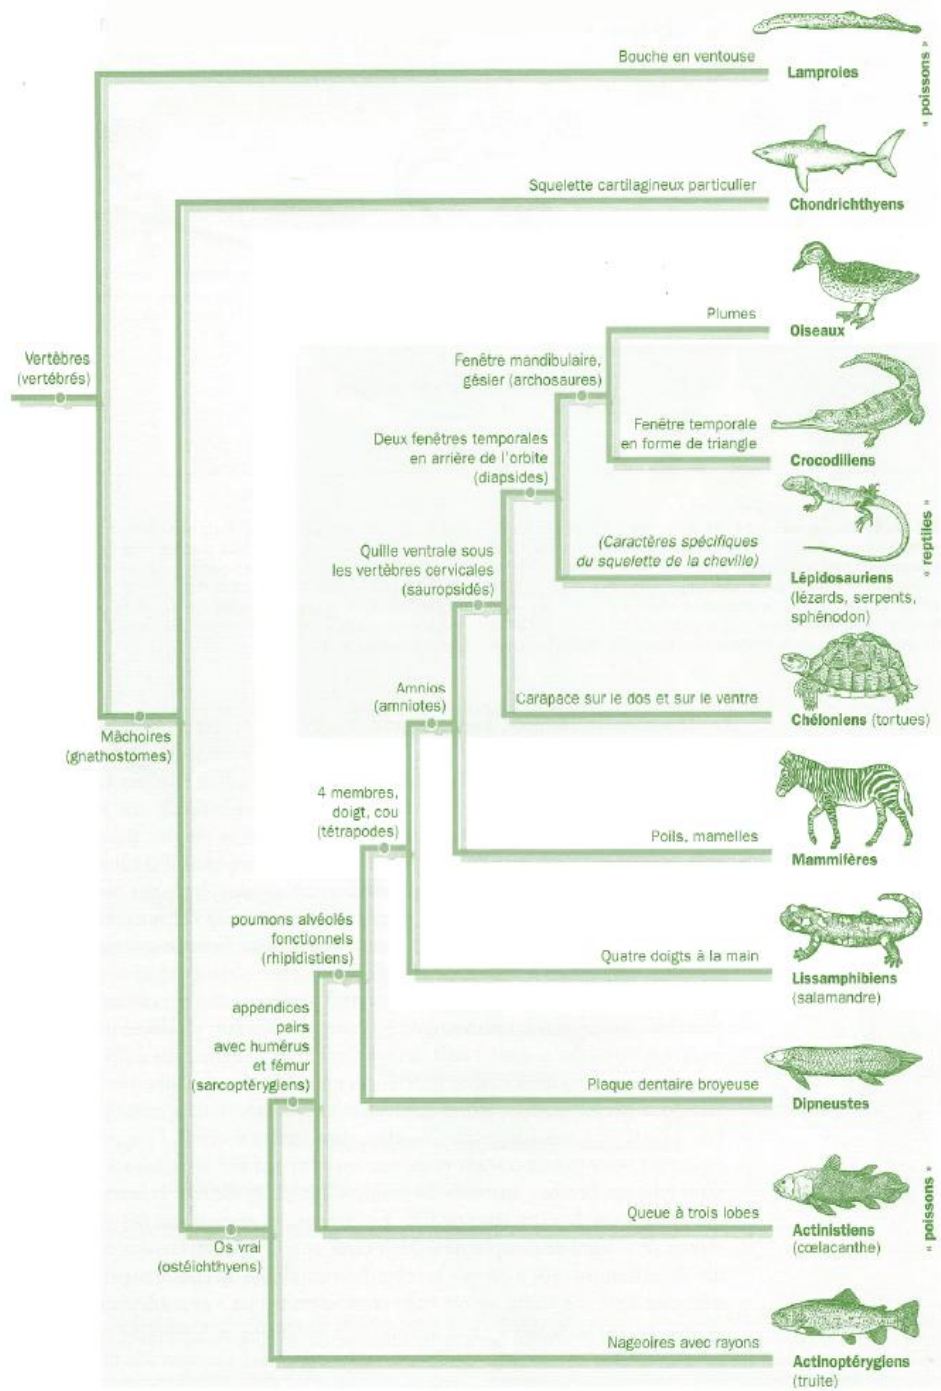 Bouche en ventouse
Lamproies
« poissons »
Squelette cartilagineux particulier
Chondrichthyens
Plumes
Oiseaux
Vertèbres
(vertébrés)
Fenêtre mandibulaire,
gésier (archosaures)
Fenêtre temporale
en forme de triangle
Crocodiliens
Deux fenêtres temporales
en arrière de l'orbite
(diapsides)
(Caractères spécifiques
du squelette de la cheville)
Lépidosauriens
(lézards, serpents,
sphénodon)
« reptiles »
Quille ventrale sous
les vertèbres cervicales
(sauropsidés)
Amnios
(amniotes)
Carapace sur le dos et sur le ventre
Chéloniens (tortues)
Mâchoires
(gnathostomes)
4 membres,
doigt, cou
(tétrapodes)
Poils, mamelles
Mammifères
poumons alvéolés
fonctionnels
(rhipidistiens)
Quatre doigts à la main
Lissamphibiens
(salamandre)
appendices
pairs
avec humérus
et fémur
(sarcoptérygiens)
Plaque dentaire broyeuse
Dipneustes
Queue à trois lobes
Actinistiens
(cœlacanthe)
« poissons »
Os vrai
(ostéichthyens)
Nageoires avec rayons
Actinoptérygiens
(truite)